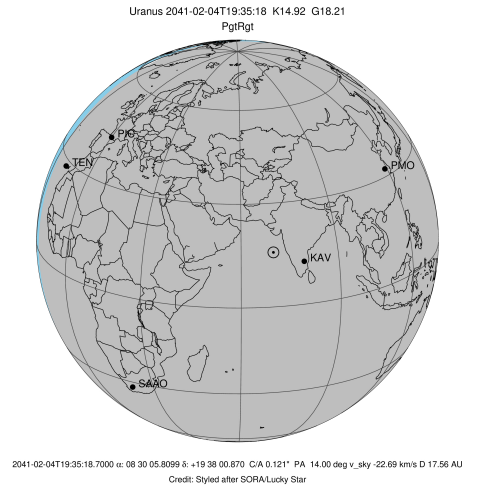 Uranus 2041-02-04T19:35:18 K14.92 G18.21
PgtRgt
PIC
TEN
PMO
KAV
SAAO
2041-02-04T19:35:18.7000 α: 08 30 05.8099 δ: +19 38 00.870 C/A 0.121" PA 14.00 deg v_sky -22.69 km/s D 17.56 AU
Credit: Styled after SORA/Lucky Star